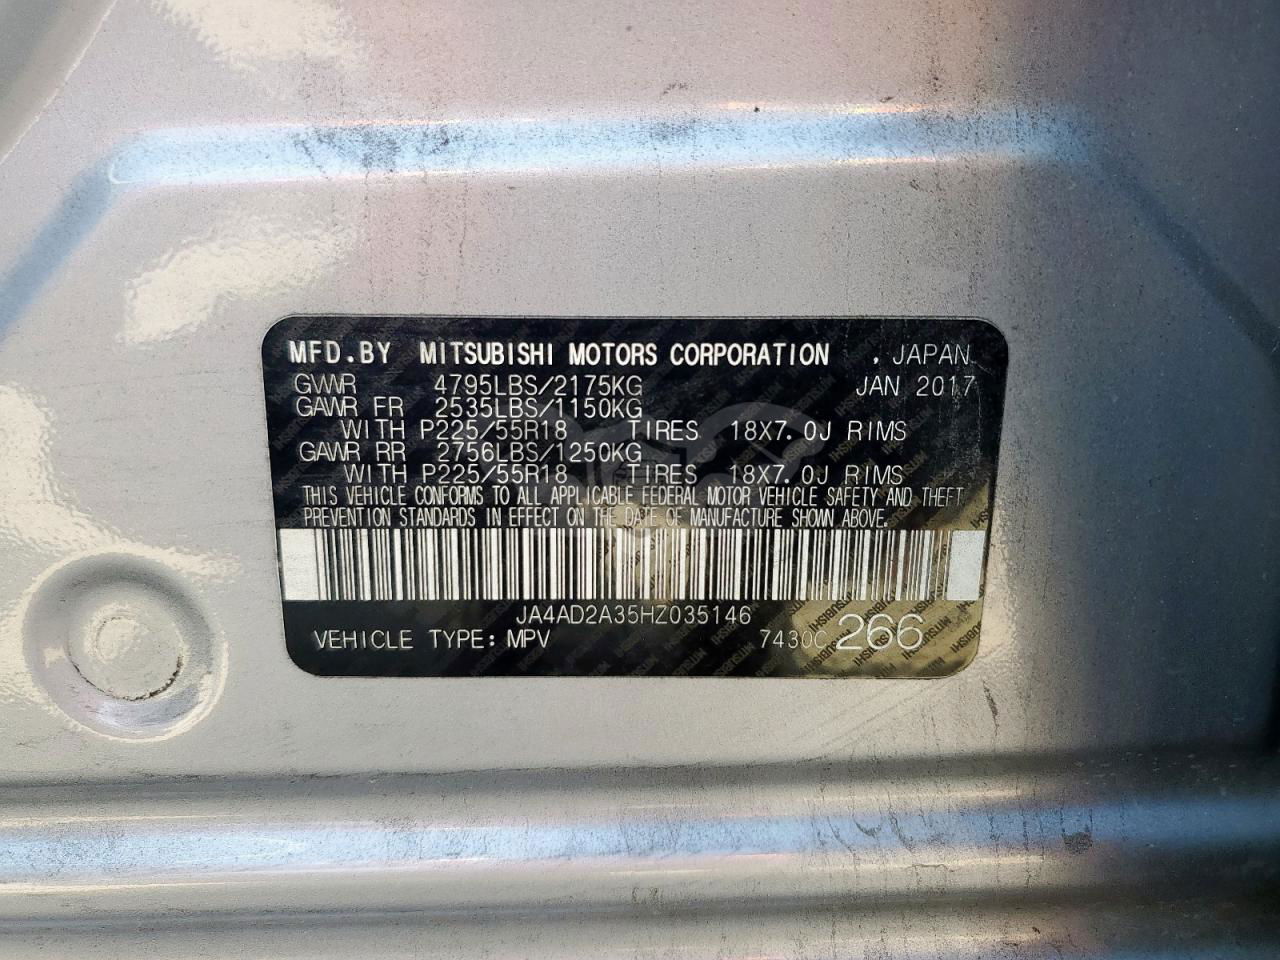 MFD.BY MITSUBISHI MOTORS CORPORATION , JAPAN
GVWR 4795LBS/2175KG JAN 2017
GAWR FR 2535LBS/1150KG
WITH P225/55R18 TIRES 18X7.0J RIMS
GAWR RR 2756LBS/1250KG
WITH P225/55R18 TIRES 18X7.0J RIMS
THIS VEHICLE CONFORMS TO ALL APPLICABLE FEDERAL MOTOR VEHICLE SAFETY AND THEFT
PREVENTION STANDARDS IN EFFECT ON THE DATE OF MANUFACTURE SHOWN ABOVE.
JA4AD2A35HZ035146
VEHICLE TYPE: MPV 7430C 266